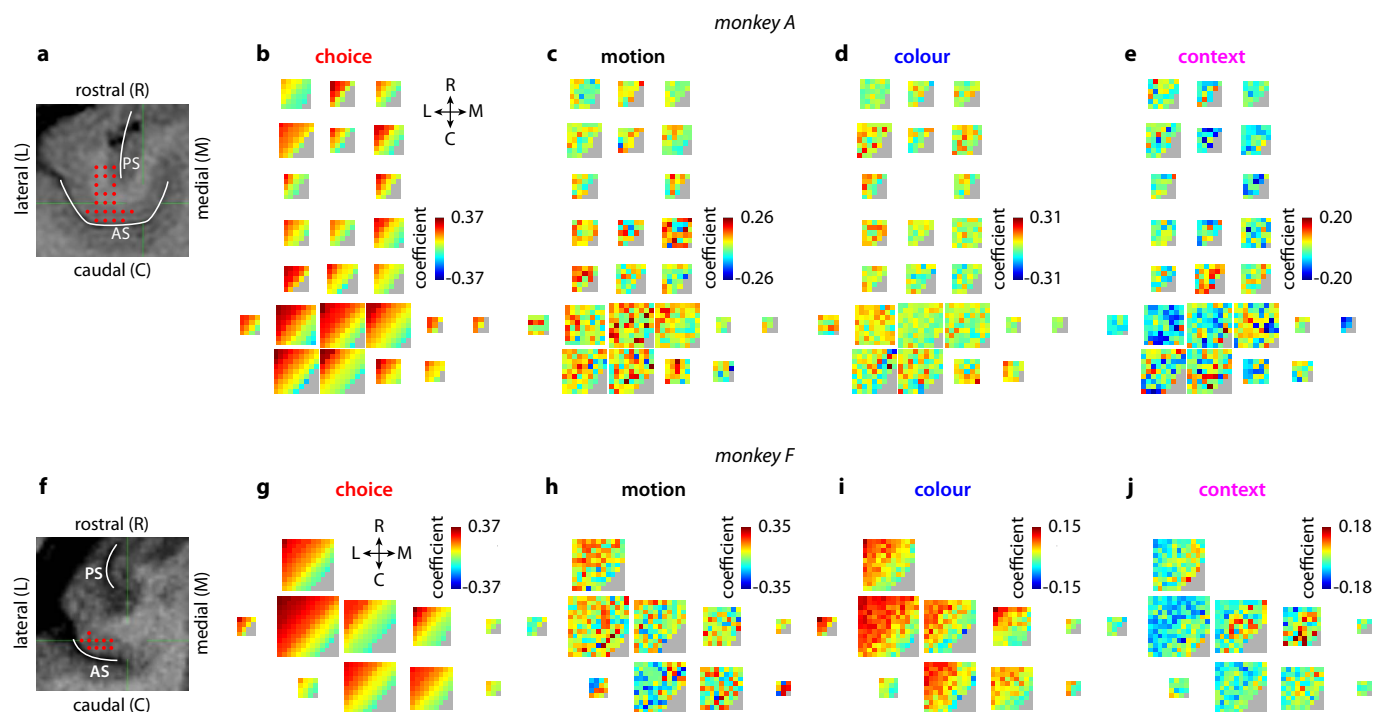 monkey A
a
b choice
c motion
d colour
e context
rostral (R)
lateral (L)
medial (M)
PS
AS
caudal (C)
R
L M
C
coefficient
0.37
-0.37
coefficient
0.26
-0.26
coefficient
0.31
-0.31
coefficient
0.20
-0.20
monkey F
f
g choice
h motion
i colour
j context
rostral (R)
lateral (L)
medial (M)
PS
AS
caudal (C)
R
L M
C
coefficient
0.37
-0.37
coefficient
0.35
-0.35
coefficient
0.15
-0.15
coefficient
0.18
-0.18